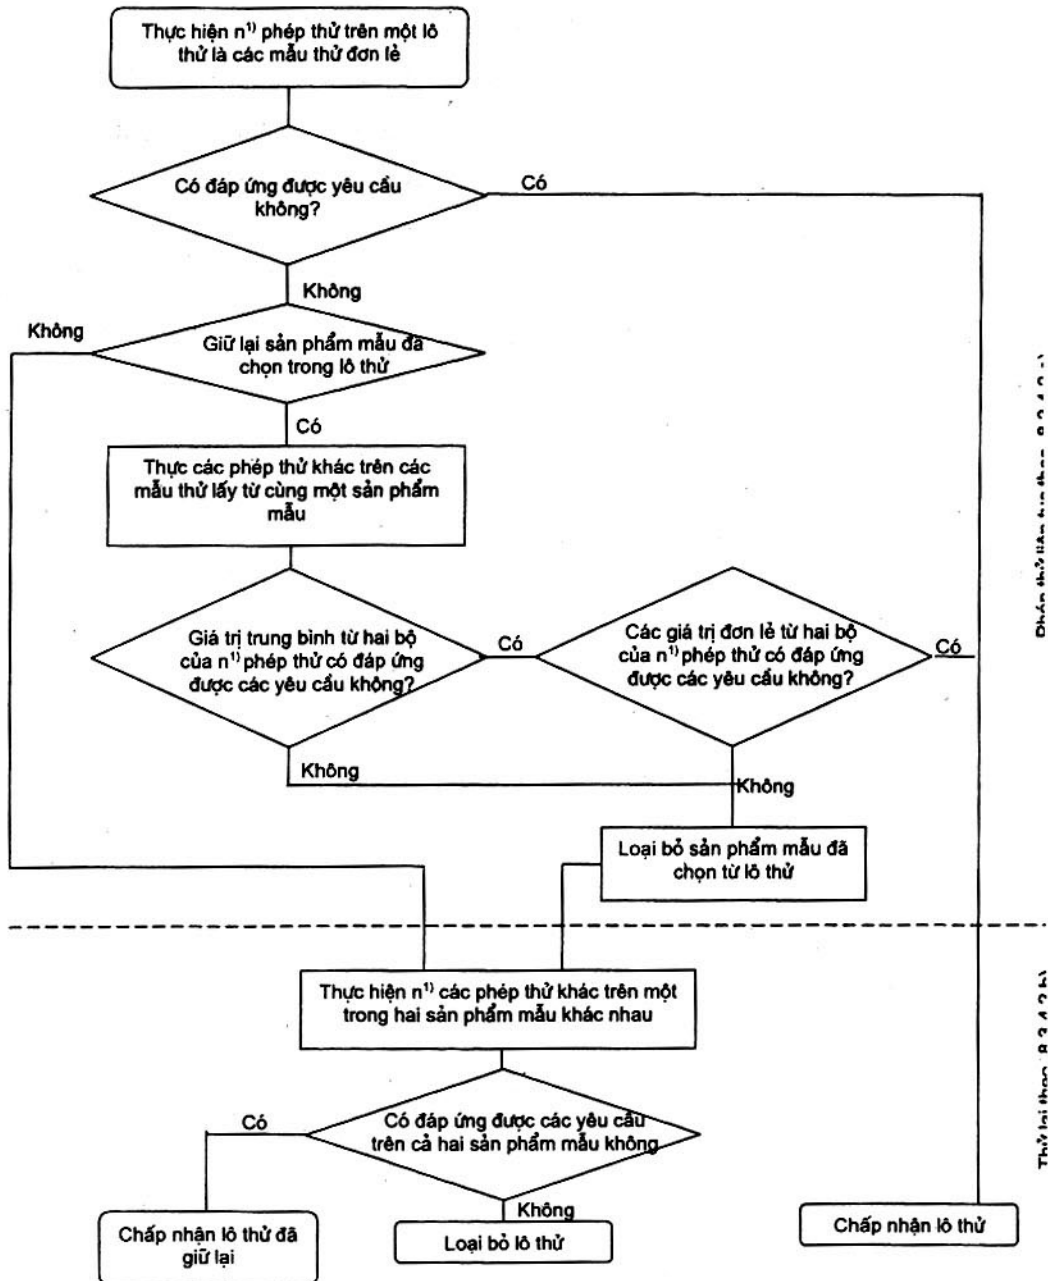 Thực hiện n¹⁾ phép thử trên một lô
thử là các mẫu thử đơn lẻ
Có đáp ứng được yêu cầu
không?
Có
Không
Không
Giữ lại sản phẩm mẫu đã
chọn trong lô thử
Có
Thực các phép thử khác trên các
mẫu thử lấy từ cùng một sản phẩm
mẫu
Giá trị trung bình từ hai bộ
của n¹⁾ phép thử có đáp ứng
được các yêu cầu không?
Có
Các giá trị đơn lẻ từ hai bộ
của n¹⁾ phép thử có đáp ứng
được các yêu cầu không?
Có
Không
Không
Loại bỏ sản phẩm mẫu đã
chọn từ lô thử
Thực hiện n¹⁾ các phép thử khác trên một
trong hai sản phẩm mẫu khác nhau
Có
Có đáp ứng được các yêu cầu
trên cả hai sản phẩm mẫu không
Không
Chấp nhận lô thử đã
giữ lại
Loại bỏ lô thử
Chấp nhận lô thử